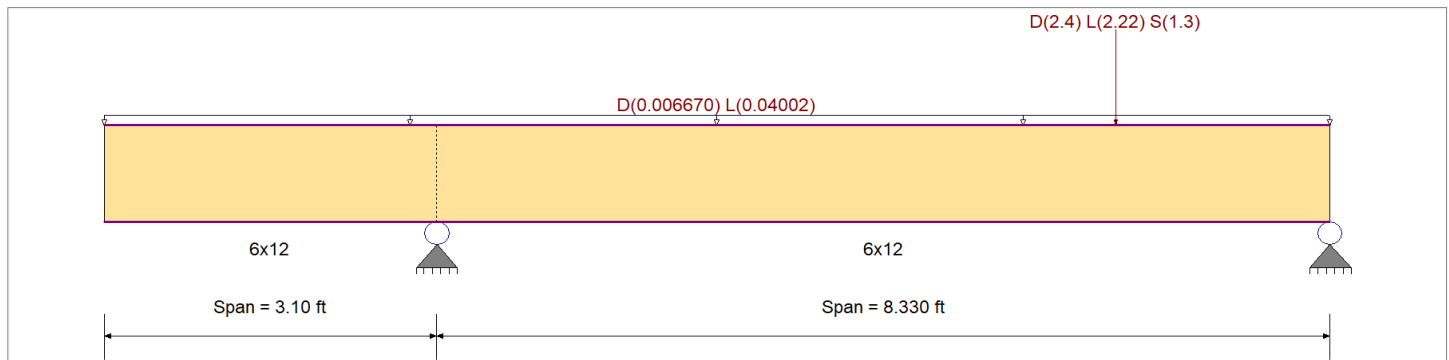 D(2.4) L(2.22) S(1.3)
D(0.006670) L(0.04002)
6x12
6x12
Span = 3.10 ft
Span = 8.330 ft